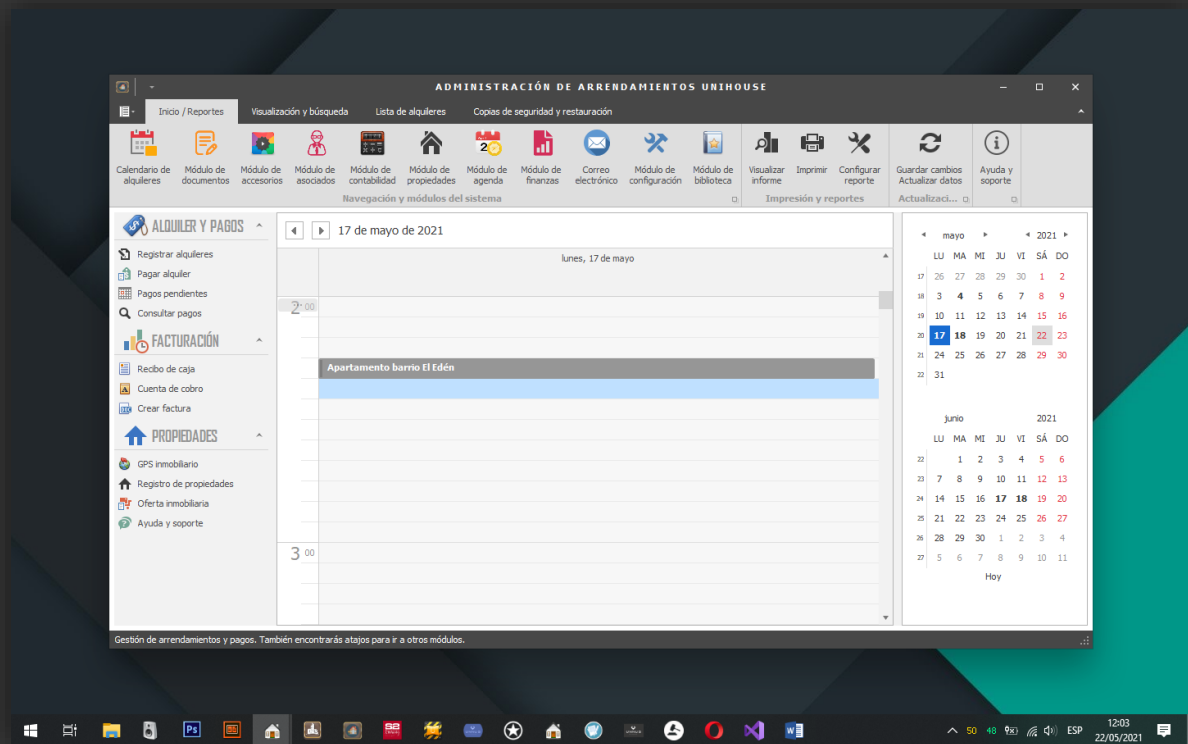 ADMINISTRACIÓN DE ARRENDAMIENTOS UNIHOUSE
Inicio / Reportes
Visualización y búsqueda
Lista de alquileres
Copias de seguridad y restauración
Calendario de alquileres
Módulo de documentos
Módulo de accesorios
Módulo de asociados
Módulo de contabilidad
Módulo de propiedades
Módulo de agenda
Módulo de finanzas
Correo electrónico
Módulo de configuración
Módulo de biblioteca
Visualizar informe
Imprimir
Configurar reporte
Guardar cambios
Actualizar datos
Ayuda y soporte
Navegación y módulos del sistema
Impresión y reportes
Actualizaci...
ALQUILER Y PAGOS
Registrar alquileres
Pagar alquiler
Pagos pendientes
Consultar pagos
FACTURACIÓN
Recibo de caja
Cuenta de cobro
Crear factura
PROPIEDADES
GPS inmobiliario
Registro de propiedades
Oferta inmobiliaria
Ayuda y soporte
17 de mayo de 2021
lunes, 17 de mayo
2:00
Apartamento barrio El Edén
3 00
mayo 2021
LU MA MI JU VI SÁ DO
17 26 27 28 29 30 1 2
18 3 4 5 6 7 8 9
19 10 11 12 13 14 15 16
20 17 18 19 20 21 22 23
21 24 25 26 27 28 29 30
22 31
junio 2021
LU MA MI JU VI SÁ DO
22 1 2 3 4 5 6
23 7 8 9 10 11 12 13
24 14 15 16 17 18 19 20
25 21 22 23 24 25 26 27
26 28 29 30 1 2 3 4
27 5 6 7 8 9 10 11
Hoy
Gestión de arrendamientos y pagos. También encontrarás atajos para ir a otros módulos.
Ps
50 48
ESP
12:03
22/05/2021